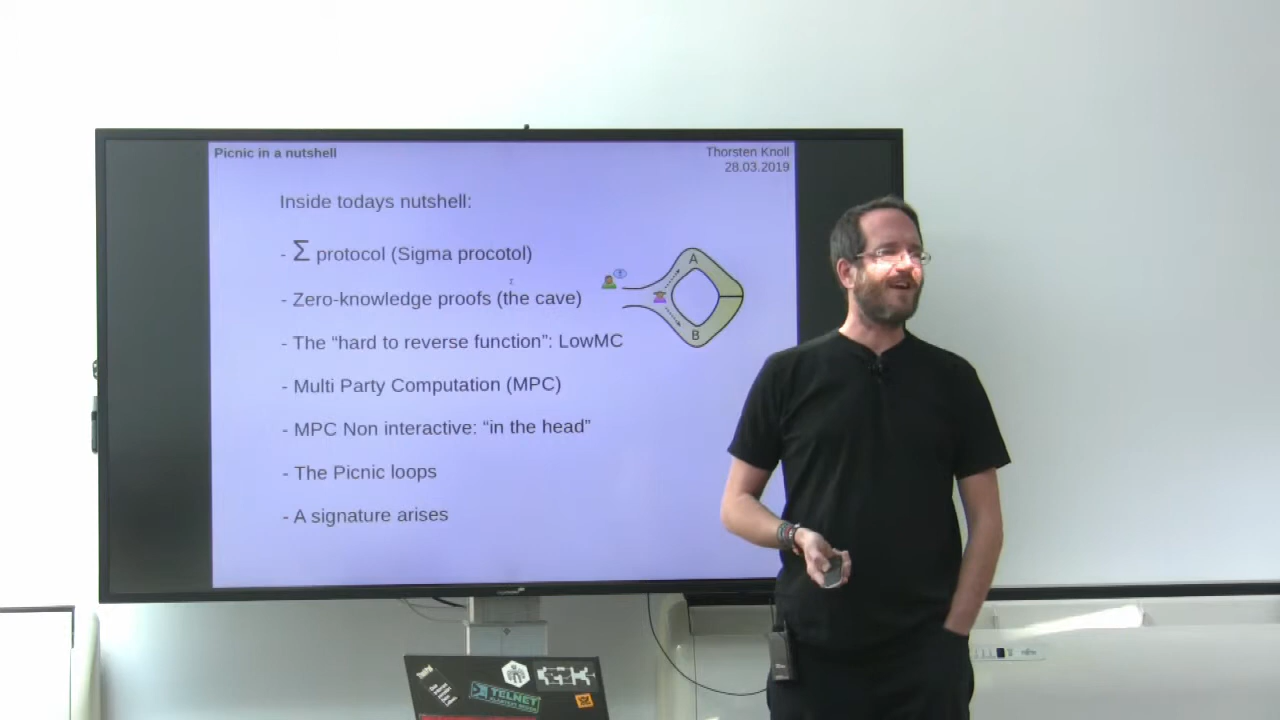 Picnic in a nutshell
Thorsten Knoll
28.03.2019
Inside todays nutshell:
- Σ protocol (Sigma procotol)
- Zero-knowledge proofs (the cave)
- The “hard to reverse function”: LowMC
- Multi Party Computation (MPC)
- MPC Non interactive: “in the head”
- The Picnic loops
- A signature arises
A
B
TELNET